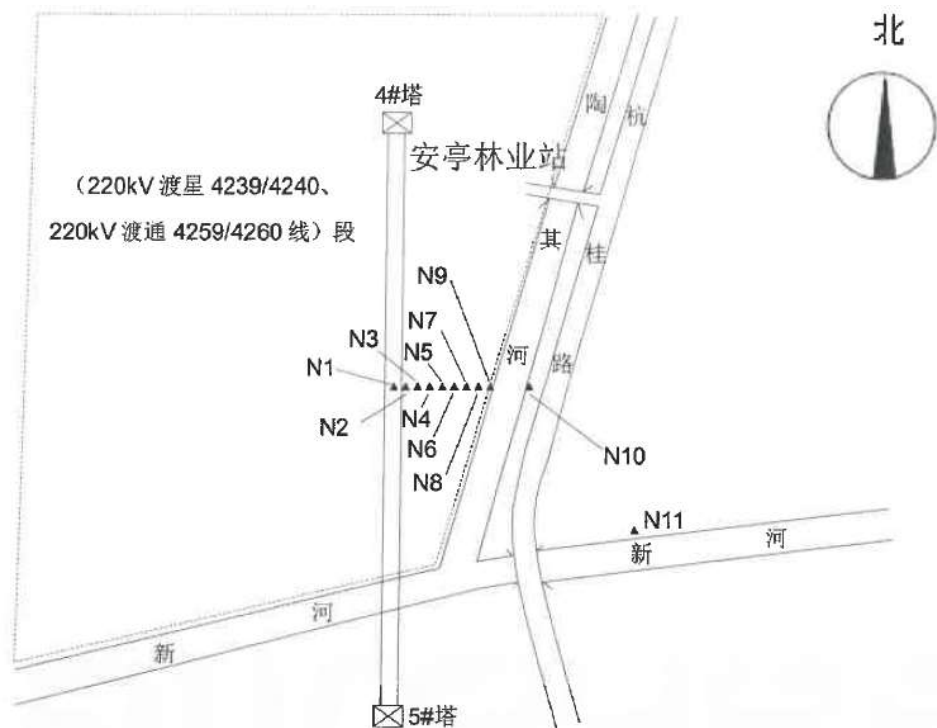 北
4#塔
安亭林业站
(220kV 渡星 4239/4240、
220kV 渡通 4259/4260 线)段
陶
其
河
杭
桂
路
N9
N7
N3
N5
N1
N2
N4
N6
N8
N10
N11
新
河
新
河
5#塔